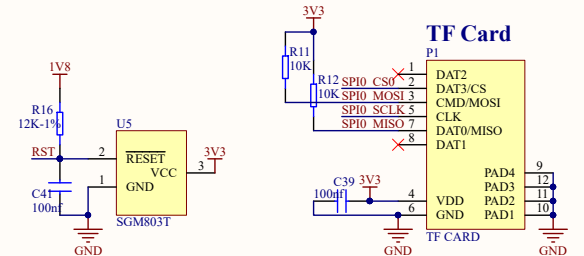 3V3
TF Card
R11
10K
P1
1V8
1
DAT2
R12
SPI0_CS0
2
DAT3/CS
10K
SPI0_MOSI
3
CMD/MOSI
R16
12K-1%
SPI0_SCLK
5
CLK
U5
SPI0_MISO
7
DAT0/MISO
8
DAT1
RST
2
RESET
3V3
VCC
3
PAD4
9
1
GND
C39
3V3
PAD3
12
C41
100nf
100nf
4
VDD
PAD2
11
6
GND
PAD1
10
SGM803T
TF CARD
GND
GND
GND